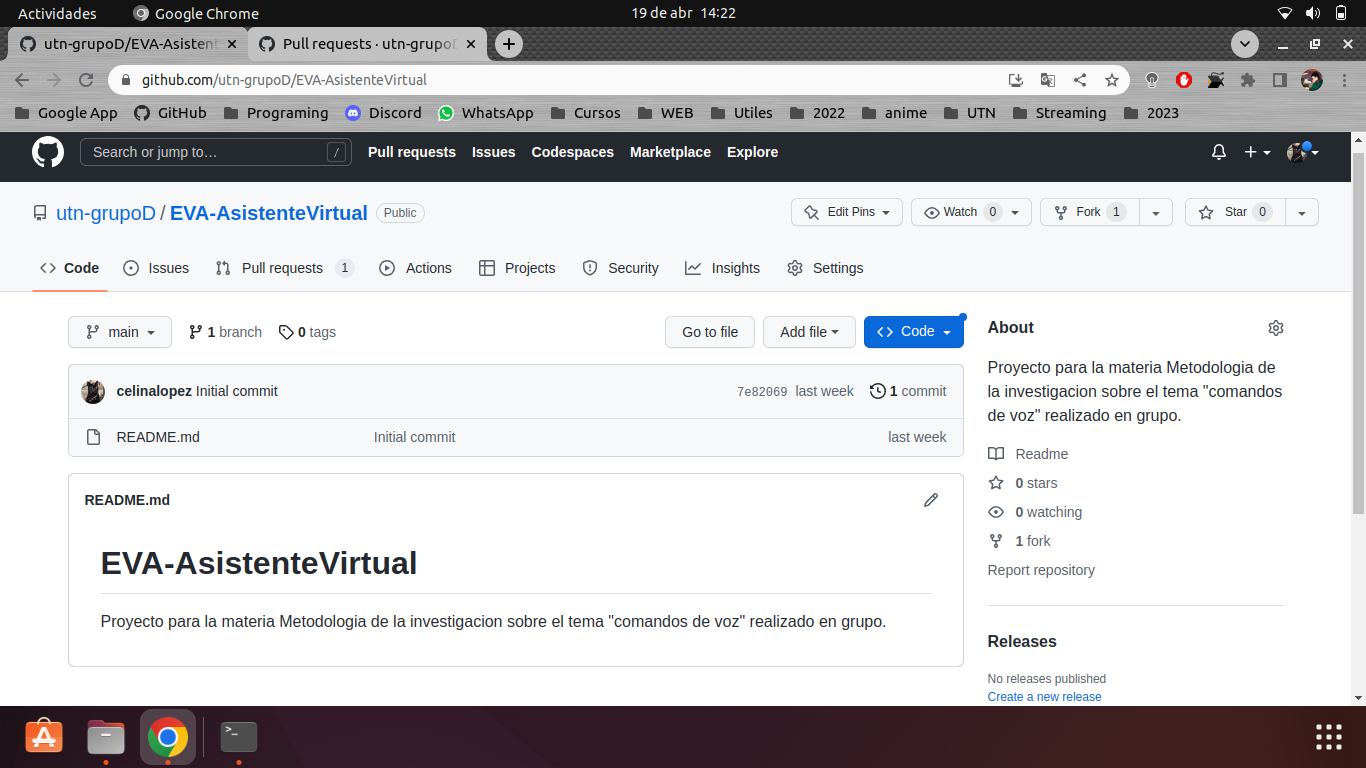 Actividades Google Chrome 19 de abr 14:22
utn-grupoD/EVA-Asistent Pull requests · utn-grupoD
github.com/utn-grupoD/EVA-AsistenteVirtual
Google App GitHub Programing Discord WhatsApp Cursos WEB Utiles 2022 anime UTN Streaming 2023
Search or jump to… / Pull requests Issues Codespaces Marketplace Explore
utn-grupoD / EVA-AsistenteVirtual Public Edit Pins Watch 0 Fork 1 Star 0
Code Issues Pull requests 1 Actions Projects Security Insights Settings
main 1 branch 0 tags Go to file Add file Code
celinalopez Initial commit 7e82069 last week 1 commit
README.md Initial commit last week
README.md
EVA-AsistenteVirtual
Proyecto para la materia Metodologia de la investigacion sobre el tema "comandos de voz" realizado en grupo.
About
Proyecto para la materia Metodologia de
la investigacion sobre el tema "comandos
de voz" realizado en grupo.
Readme
0 stars
0 watching
1 fork
Report repository
Releases
No releases published
Create a new release